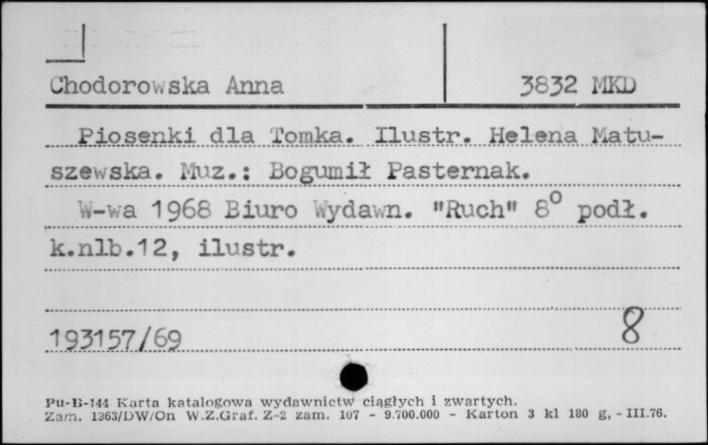 Chodorowska Anna 3832 MKD
Piosenki dla Tomka. Ilustr. Helena Matu-
szewska. Muz.: Bogumił Pasternak.
W-wa 1968 Biuro Wydawn. "Ruch" 8° podł.
k.nlb.12, ilustr.
193157/69 8
Pu-B-144 Karta katalogowa wydawnictw ciągłych i zwartych.
Zam. 1363/DW/On W.Z.Graf. Z-2 zam. 107 - 9.700.000 - Karton 3 kl 180 g, - III.76.